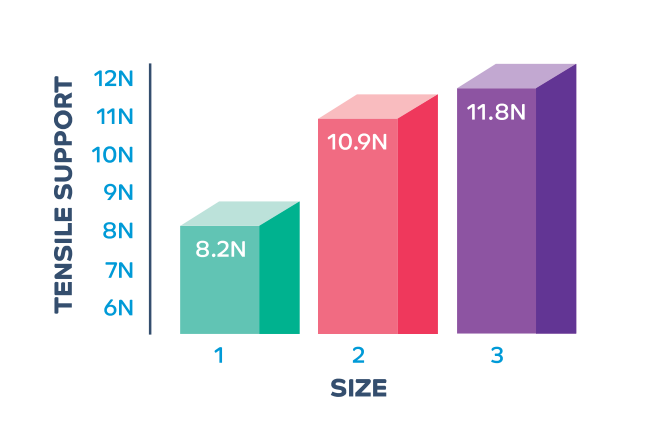 TENSILE SUPPORT
12N
11N
10N
9N
8N
7N
6N
8.2N
10.9N
11.8N
1
2
3
SIZE